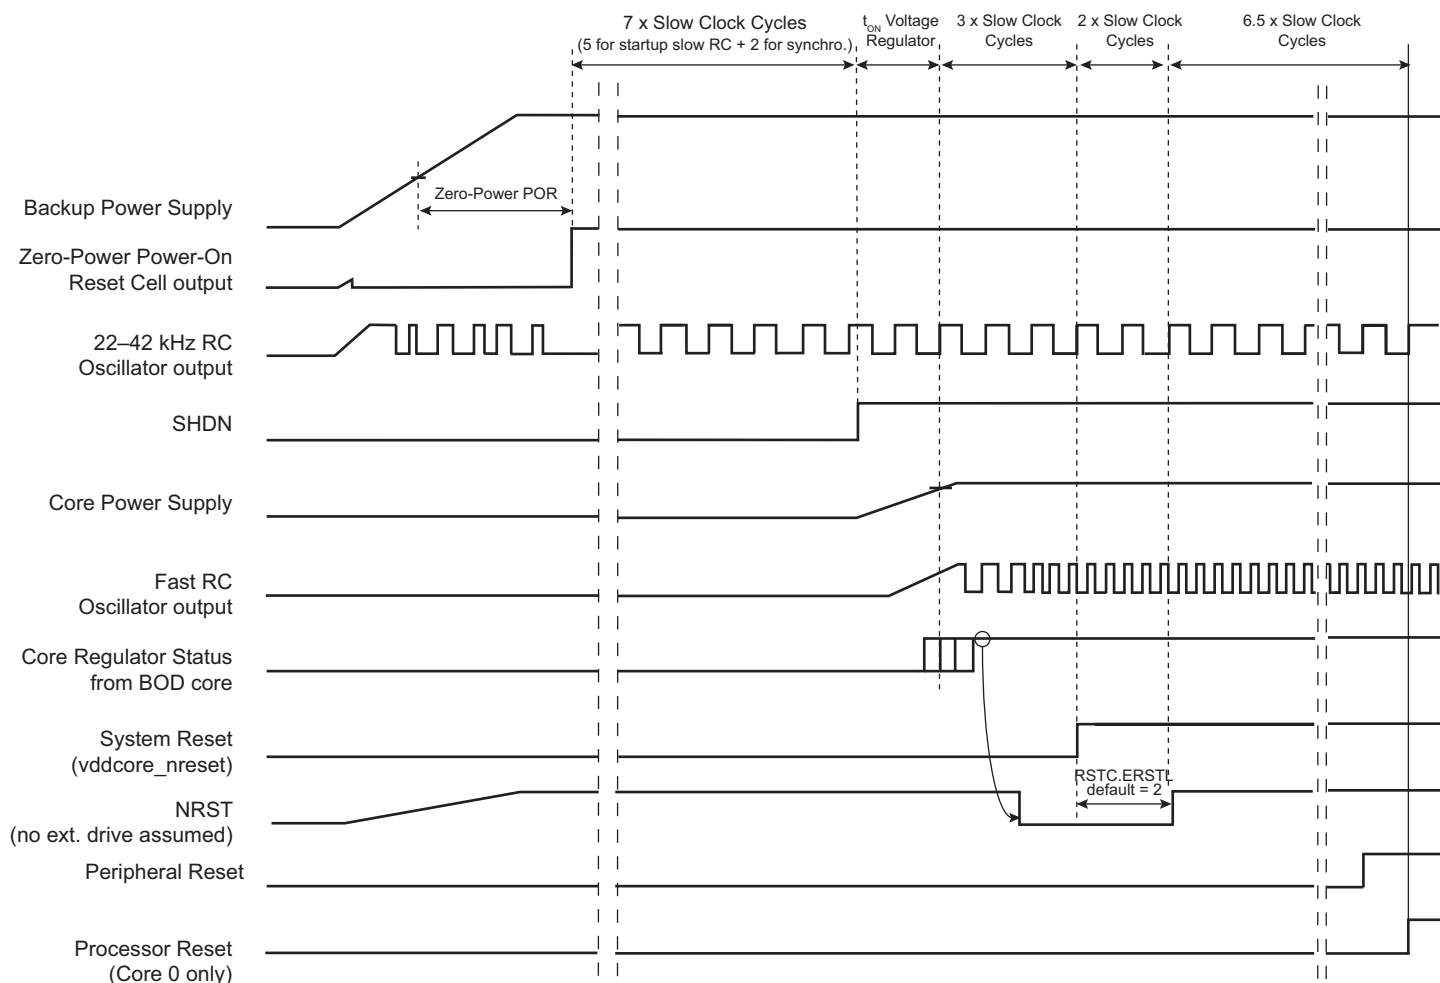 7 x Slow Clock Cycles
(5 for startup slow RC + 2 for synchro.)
tON Voltage
Regulator
3 x Slow Clock
Cycles
2 x Slow Clock
Cycles
6.5 x Slow Clock
Cycles
Backup Power Supply
Zero-Power POR
Zero-Power Power-On
Reset Cell output
22–42 kHz RC
Oscillator output
SHDN
Core Power Supply
Fast RC
Oscillator output
Core Regulator Status
from BOD core
System Reset
(vddcore_nreset)
RSTC.ERSTL
default = 2
NRST
(no ext. drive assumed)
Peripheral Reset
Processor Reset
(Core 0 only)